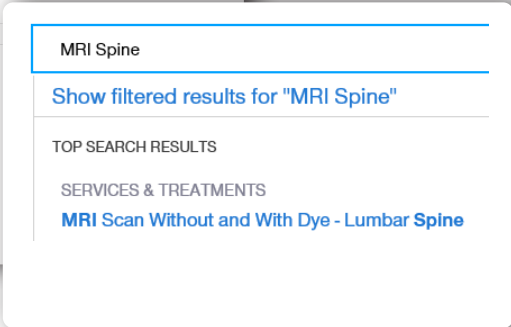 MRI Spine
Show filtered results for "MRI Spine"
TOP SEARCH RESULTS
SERVICES & TREATMENTS
MRI Scan Without and With Dye - Lumbar Spine